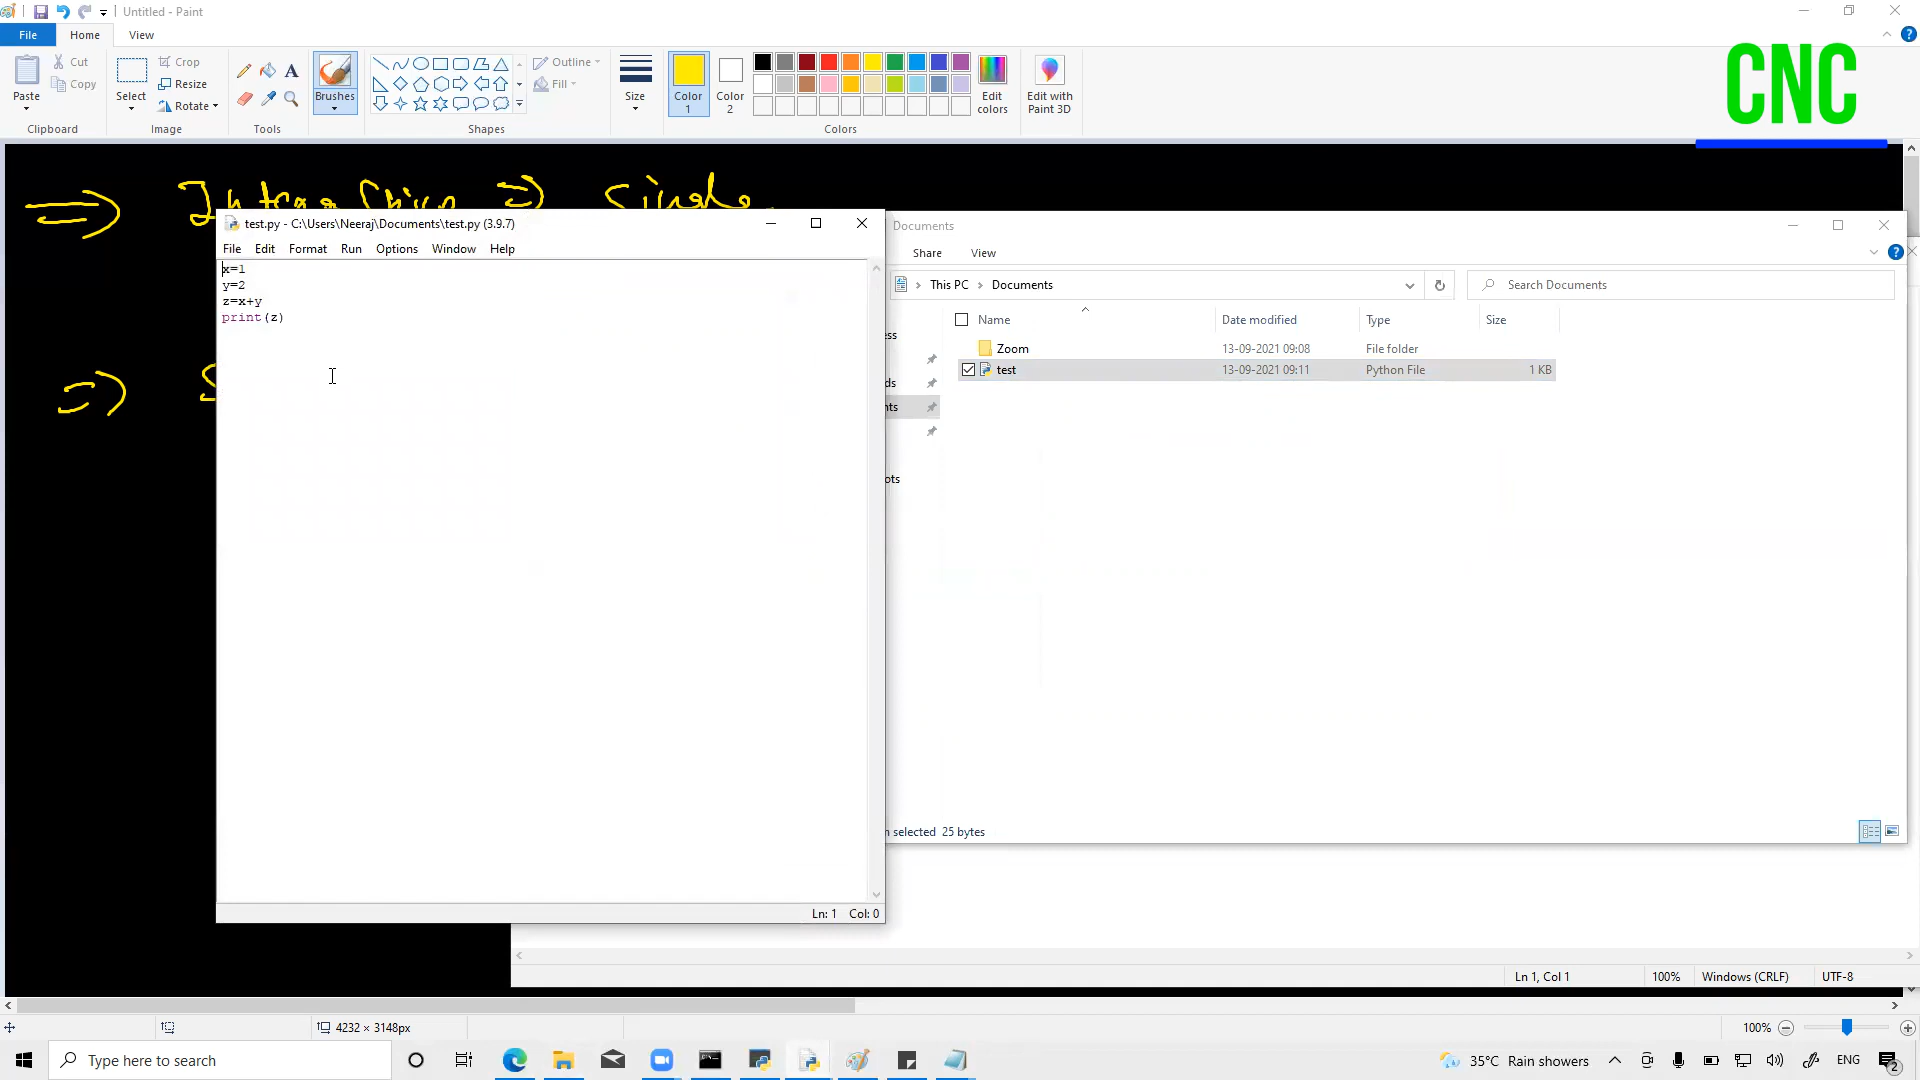 Untitled - Paint
File
Home
View
CNC
Paste
Cut
Copy
Clipboard
Select
Crop
Resize
Rotate
Image
Tools
Brushes
Shapes
Outline
Fill
Size
Color 1
Color 2
Colors
Edit colors
Edit with Paint 3D
single
test.py - C:\Users\Neeraj\Documents\test.py (3.9.7)
File Edit Format Run Options Window Help
x=1
y=2
z=x+y
print(z)
Ln: 1 Col: 0
Documents
Share
View
This PC
Documents
Search Documents
Name
Date modified
Type
Size
Zoom
13-09-2021 09:08
File folder
test
13-09-2021 09:11
Python File
1 KB
selected 25 bytes
Ln 1, Col 1
100%
Windows (CRLF)
UTF-8
4232 × 3148px
100%
Type here to search
35°C Rain showers
ENG
2